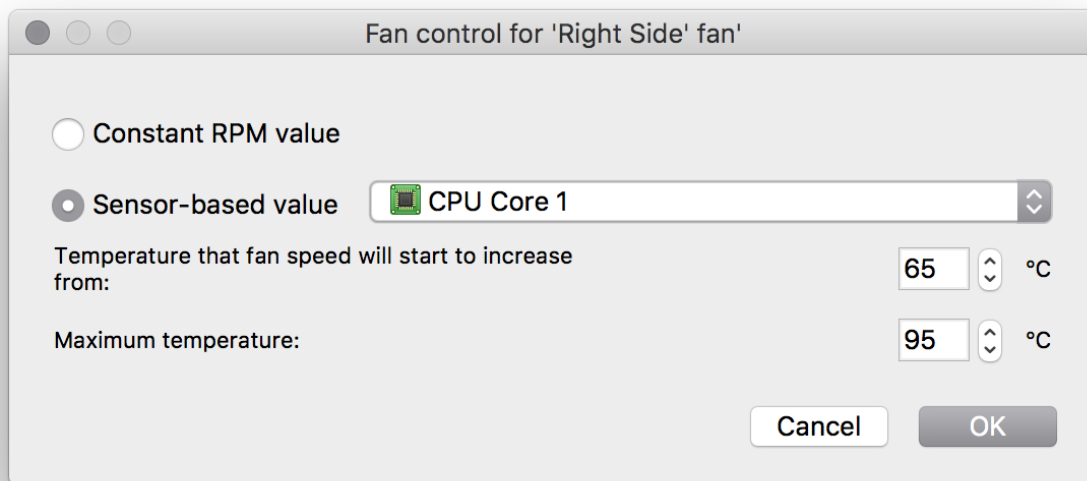 Fan control for 'Right Side' fan'
Constant RPM value
Sensor-based value CPU Core 1
Temperature that fan speed will start to increase
from: 65 °C
Maximum temperature: 95 °C
Cancel OK